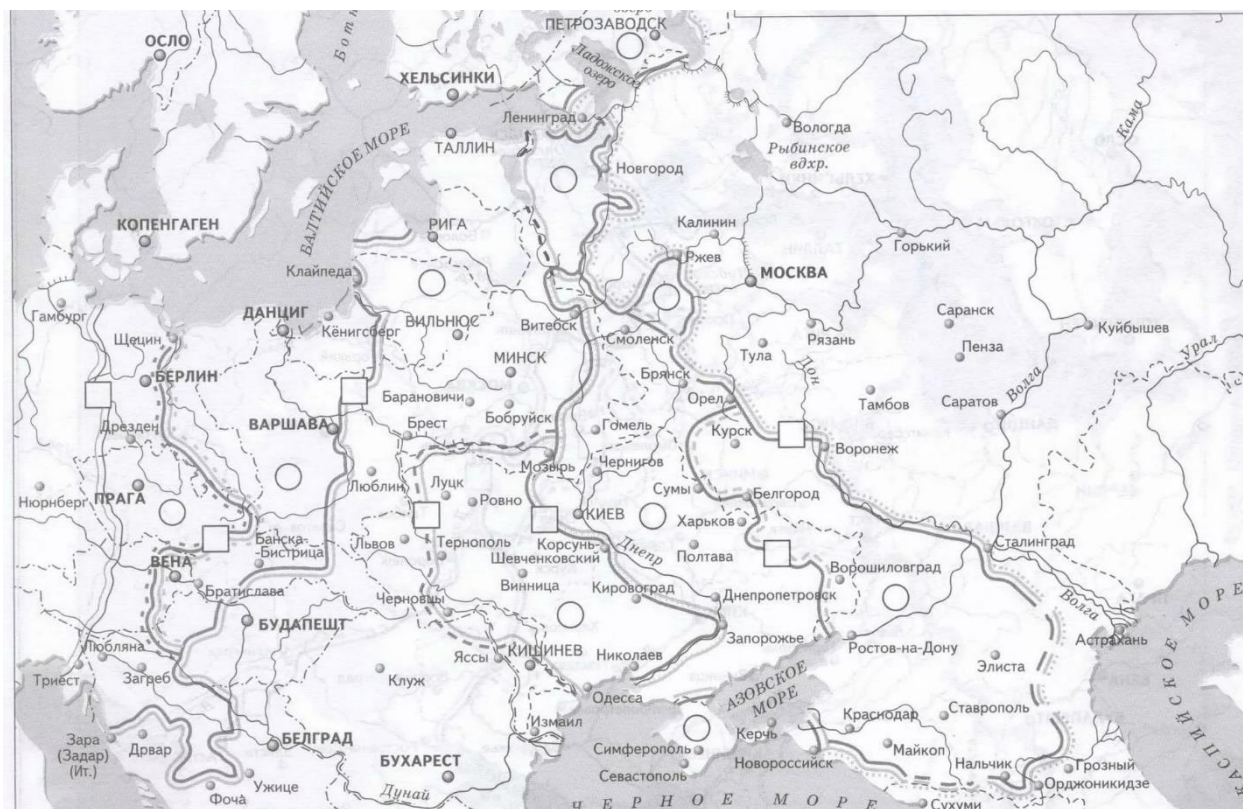 озеро
ПЕТРОЗАВОДСК
ОСЛО
Бот
Ладожское
озеро
ХЕЛЬСИНКИ
Кама
Ленинград
Вологда
Рыбинское
вдхр.
ТАЛЛИН
БАЛТИЙСКОЕ МОРЕ
Новгород
КОПЕНГАГЕН
РИГА
Калинин
Горький
Ржев
Клайпеда
МОСКВА
Гамбург
ДАНЦИГ
ВИЛЬНЮС
Витебск
Саранск
Кёнигсберг
Рязань
Куйбышев
Щецин
Смоленск
Тула
Пенза
Урал
МИНСК
Дон
БЕРЛИН
Брянск
Волга
Барановичи
Орел
Тамбов
Саратов
Бобруйск
ВАРШАВА
Брест
Гомель
Дрезден
Курск
Воронеж
Мозырь
Чернигов
Люблин
Луцк
ПРАГА
Ровно
Сумы
Нюрнберг
Белгород
КИЕВ
Харьков
Банска-
Бистрица
Львов
Тернополь
Корсунь-
Шевченковский
Днепр
Полтава
Сталинград
ВЕНА
Винница
Ворошиловград
Братислава
Черновцы
Кировоград
Днепропетровск
Волга
БУДАПЕШТ
Астрахань
Запорожье
Любляна
КИШИНЕВ
Ростов-на-Дону
Яссы
Николаев
Элиста
Триест
Загреб
Клуж
Одесса
АЗОВСКОЕ
МОРЕ
КАСПИЙСКОЕ МОРЕ
Ставрополь
Измаил
Краснодар
Керчь
Зара
(Задар)
(Ит.)
Дрвар
БЕЛГРАД
Симферополь
Майкоп
Новороссийск
Севастополь
Нальчик
Грозный
БУХАРЕСТ
Ужице
Орджоникидзе
Фоча
Дунай
ЧЕРНОЕ МОРЕ
Сухуми